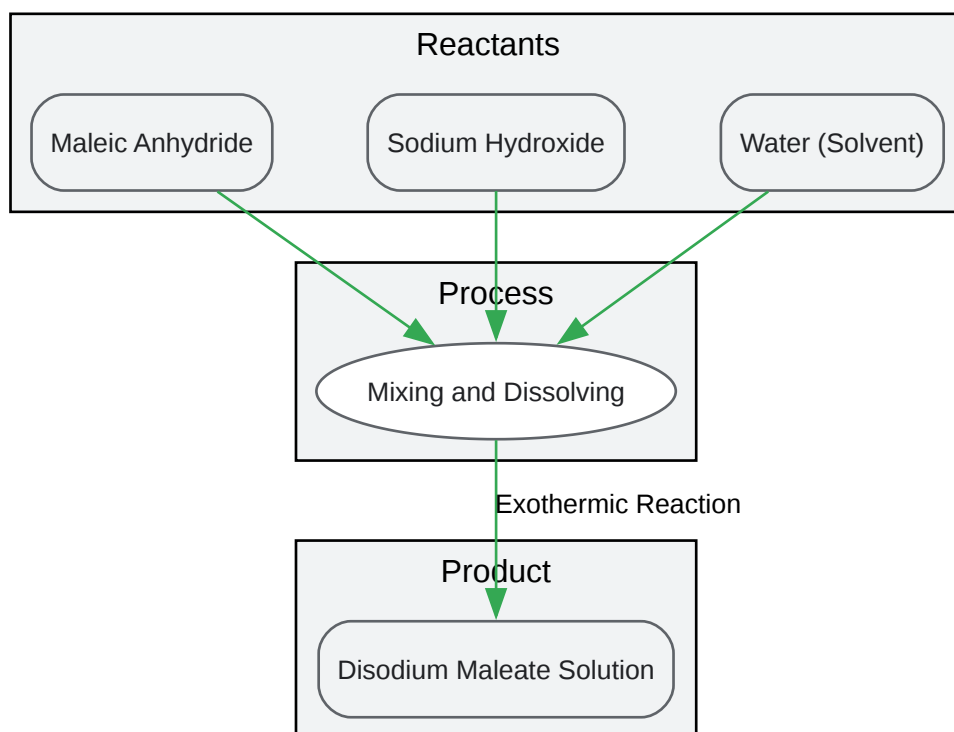 Reactants
Maleic Anhydride
Sodium Hydroxide
Water (Solvent)
Process
Mixing and Dissolving
Exothermic Reaction
Product
Disodium Maleate Solution